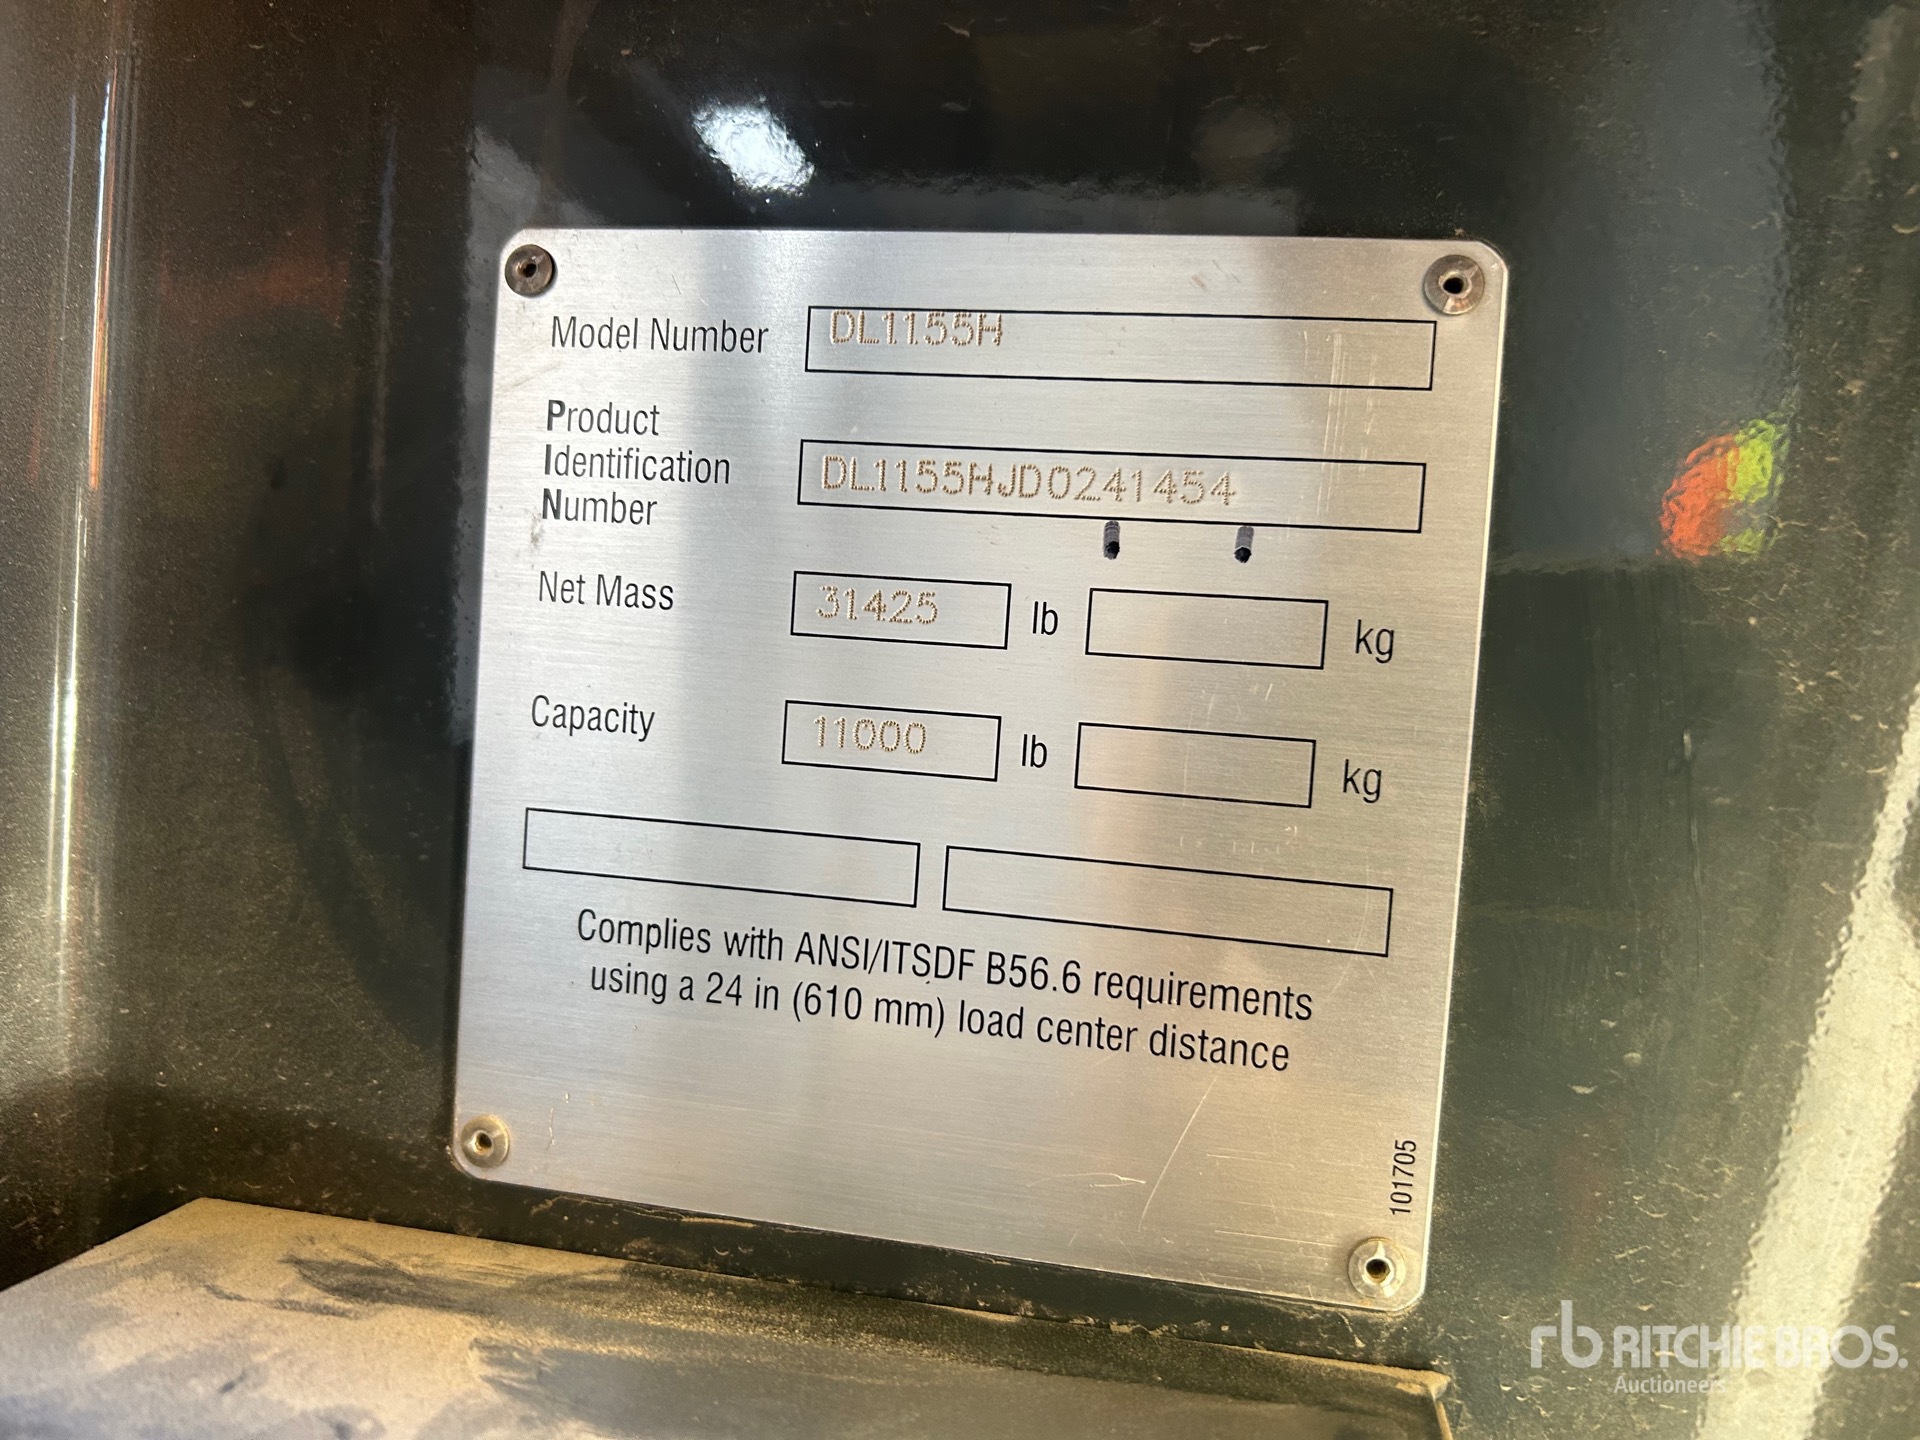 Model Number DL1155H
Product
Identification
Number
DL1155HJD0241454
Net Mass 31425 lb kg
Capacity 11000 lb kg
Complies with ANSI/ITSDF B56.6 requirements
using a 24 in (610 mm) load center distance
101705
rb RITCHIE BROS.
Auctioneers